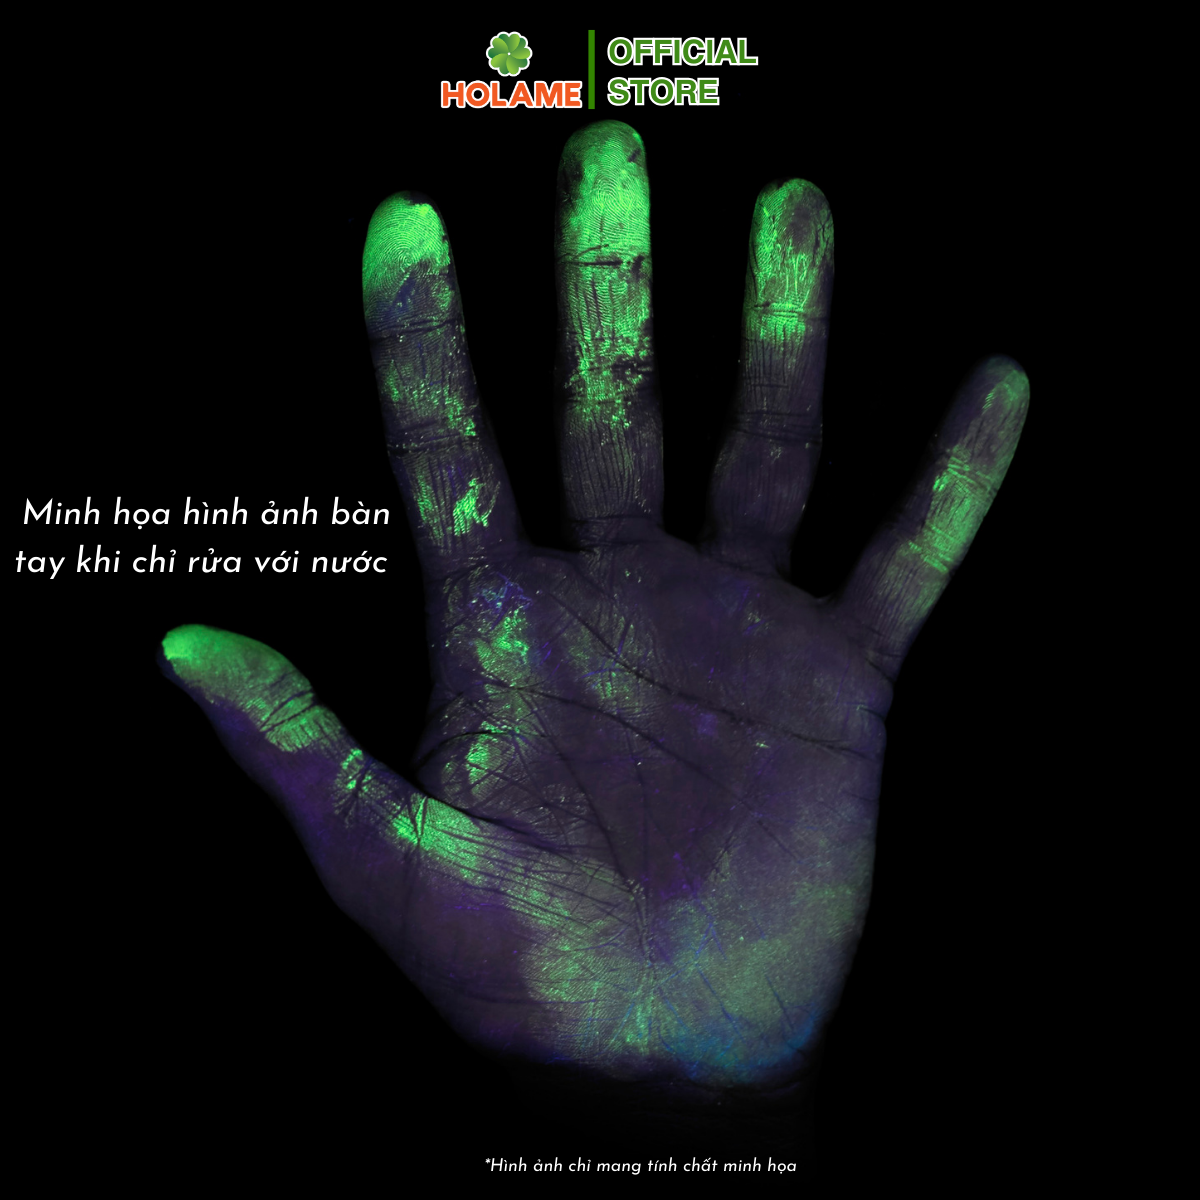 HOLAME
OFFICIAL
STORE
Minh họa hình ảnh bàn
tay khi chỉ rửa với nước
*Hình ảnh chỉ mang tính chất minh họa